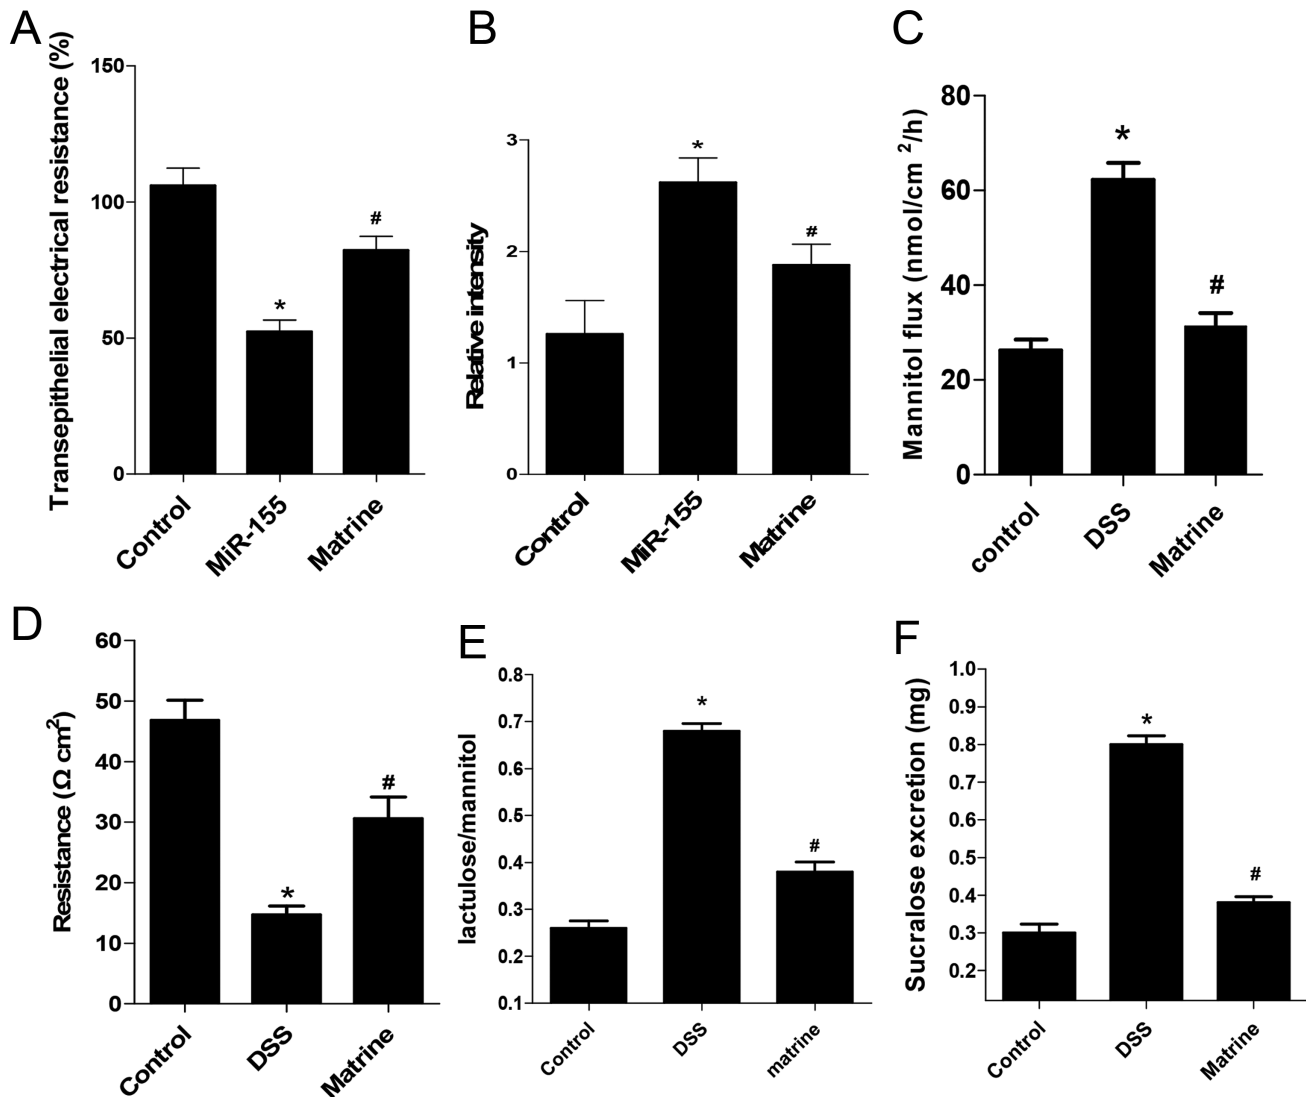 A
Transepithelial electrical resistance (%)
150
100
50
0
*
#
Control
MiR-155
Matrine
B
Relative intensity
3
2
1
0
*
#
Control
MiR-155
Matrine
C
Mannitol flux (nmol/cm ²/h)
80
60
40
20
0
*
#
control
DSS
Matrine
D
Resistance (Ω cm²)
60
50
40
30
20
10
0
*
#
Control
DSS
Matrine
E
lactulose/mannitol
0.8
0.7
0.6
0.5
0.4
0.3
0.2
0.1
*
#
Control
DSS
matrine
F
Sucralose excretion (mg)
1.0
0.9
0.8
0.7
0.6
0.5
0.4
0.3
0.2
*
#
Control
DSS
Matrine